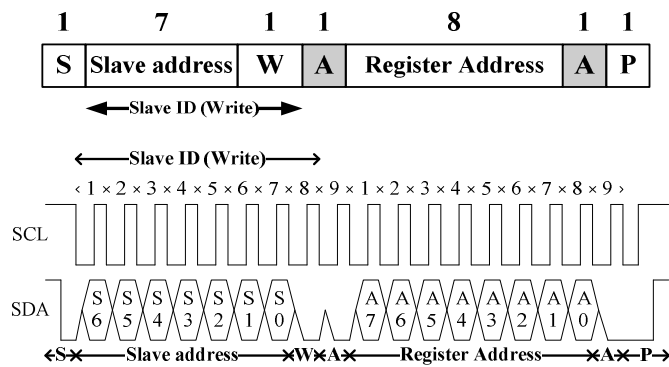 1 7 1 1 8 1 1
S Slave address W A Register Address A P
Slave ID (Write)
Slave ID (Write)
‹ 1 × 2 × 3 × 4 × 5 × 6 × 7 × 8 × 9 × 1 × 2 × 3 × 4 × 5 × 6 × 7 × 8 × 9 ›
SCL
SDA S6 S5 S4 S3 S2 S1 S0 A7 A6 A5 A4 A3 A2 A1 A0
S Slave address W A Register Address A P